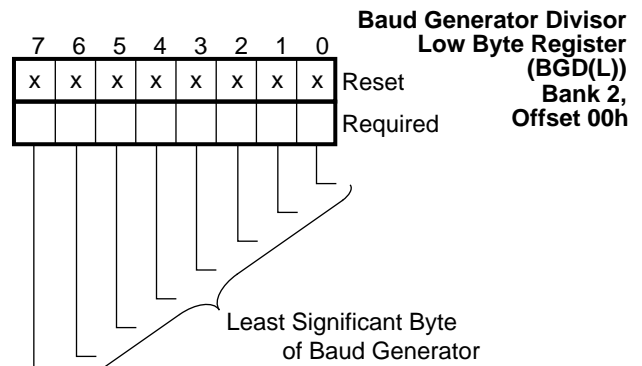 Baud Generator Divisor
Low Byte Register
(BGD(L))
Bank 2,
Offset 00h
7 6 5 4 3 2 1 0
x x x x x x x x Reset
Required
Least Significant Byte
of Baud Generator